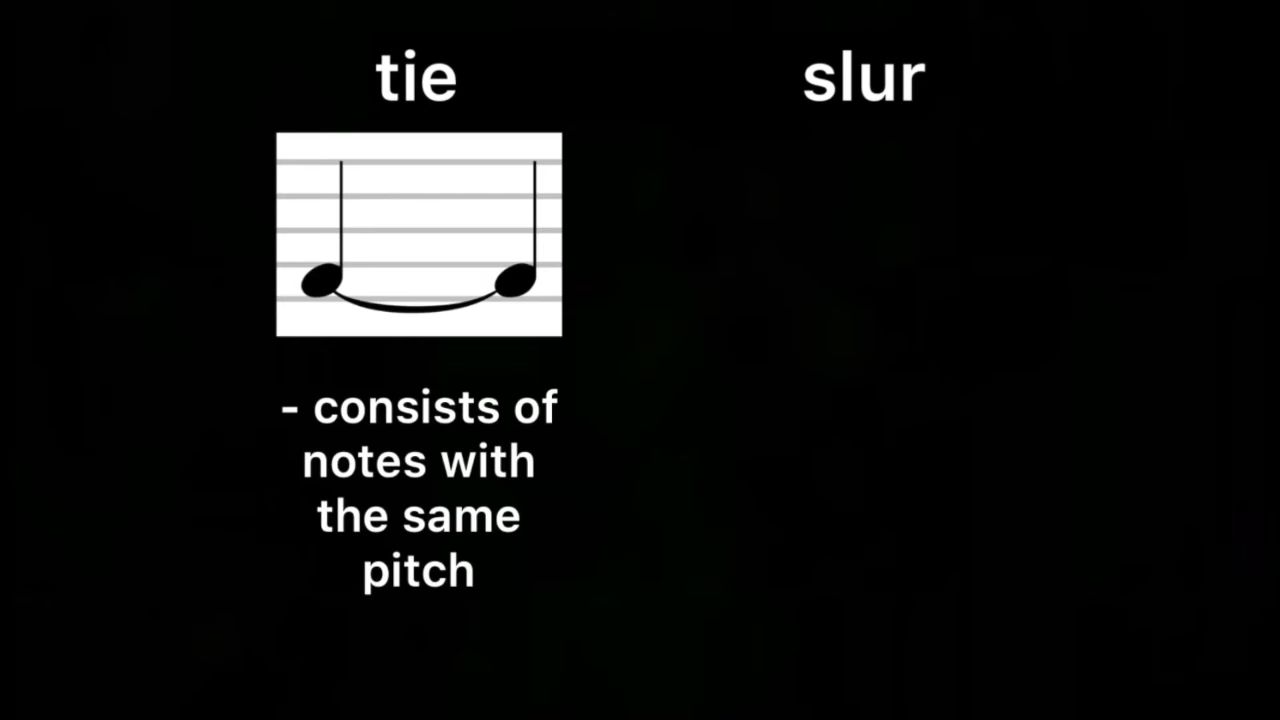 tie
slur
- consists of
notes with
the same
pitch